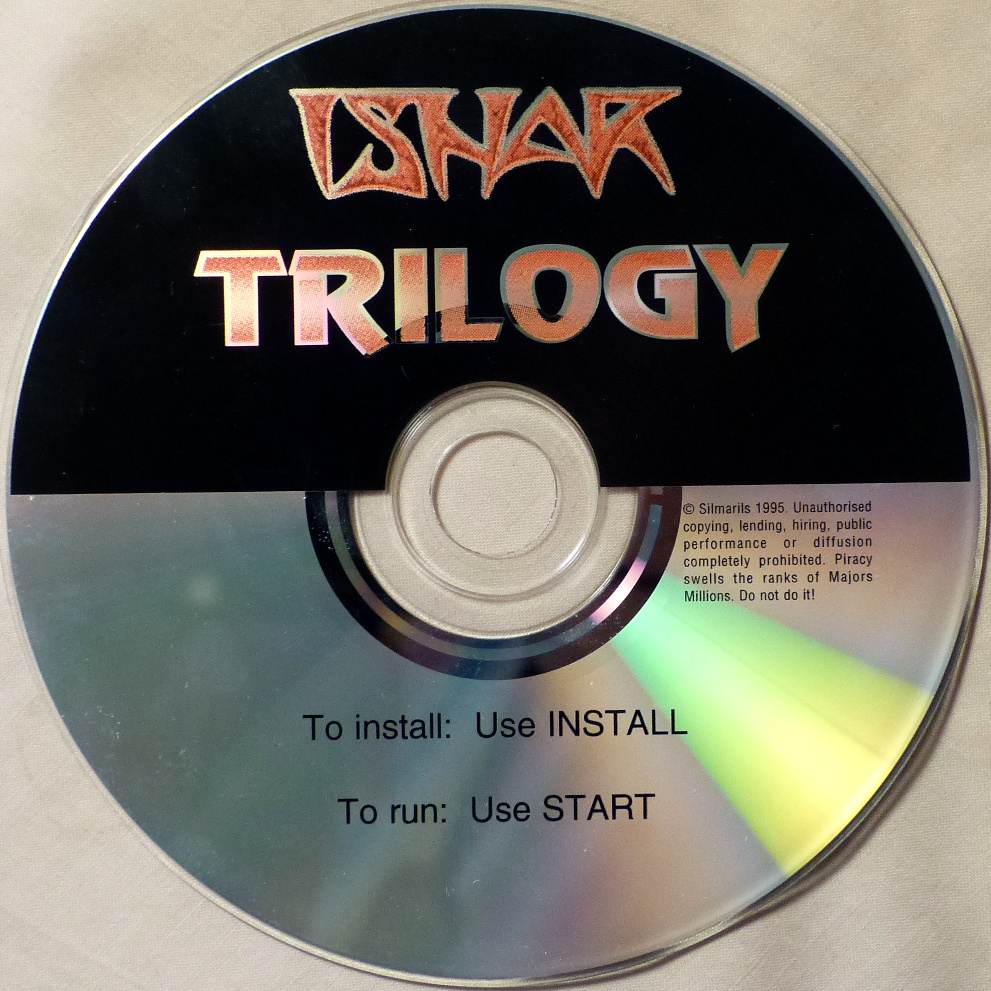 ISHAR
TRILOGY
© Silmarils 1995. Unauthorised
copying, lending, hiring, public
performance or diffusion
completely prohibited. Piracy
swells the ranks of Majors
Millions. Do not do it!
To install: Use INSTALL
To run: Use START